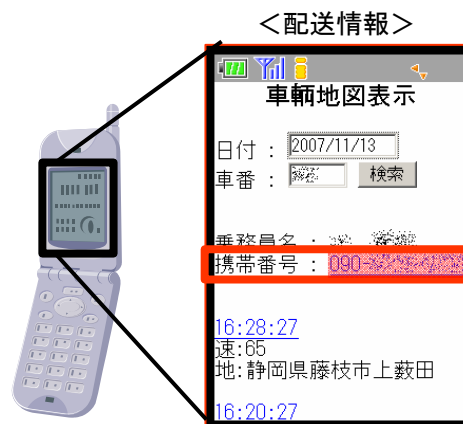 ＜配送情報＞
車輌地図表示
日付 : 2007/11/13
車番 : 検索
乗務員名 :
携帯番号 : 090-
16:28:27
速:65
地:静岡県藤枝市上薮田
16:20:27